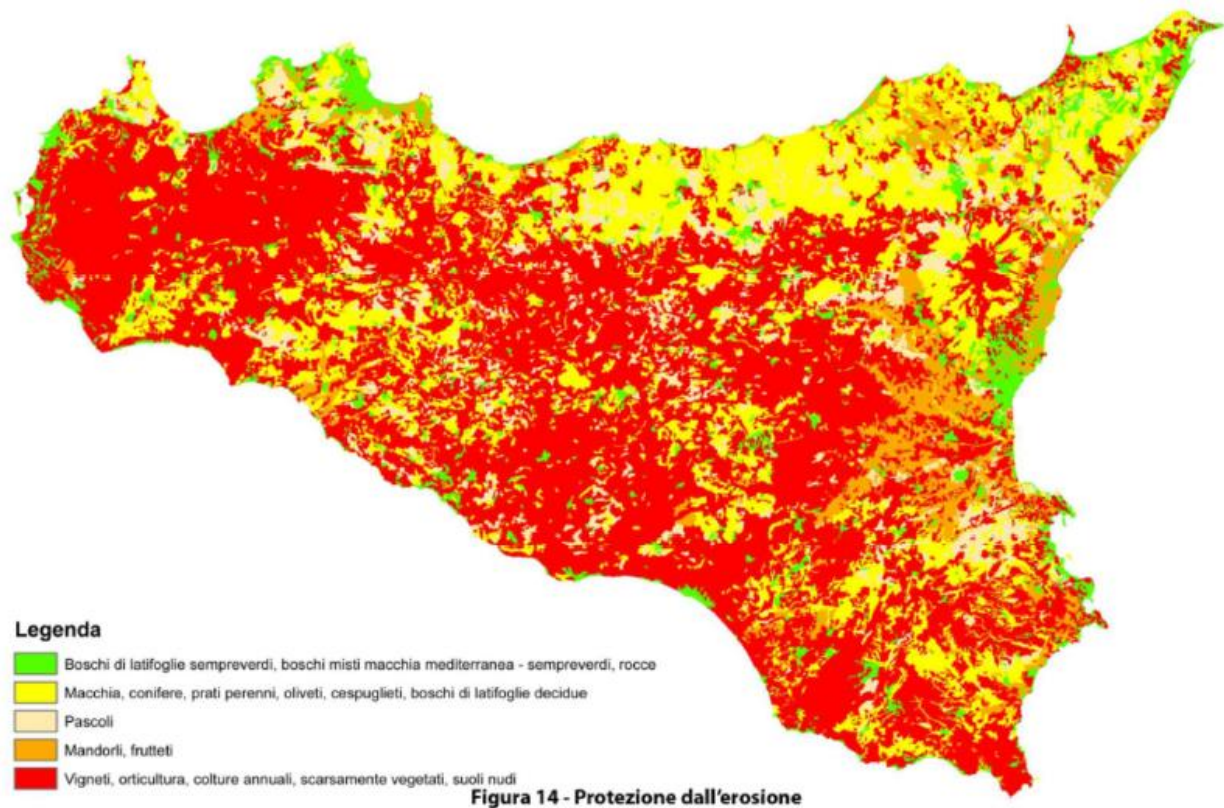 Legenda
Boschi di latifoglie sempreverdi, boschi misti macchia mediterranea - sempreverdi, rocce
Macchia, conifere, prati perenni, oliveti, cespuglieti, boschi di latifoglie decidue
Pascoli
Mandorli, frutteti
Vigneti, orticultura, colture annuali, scarsamente vegetati, suoli nudi
Figura 14 - Protezione dall'erosione